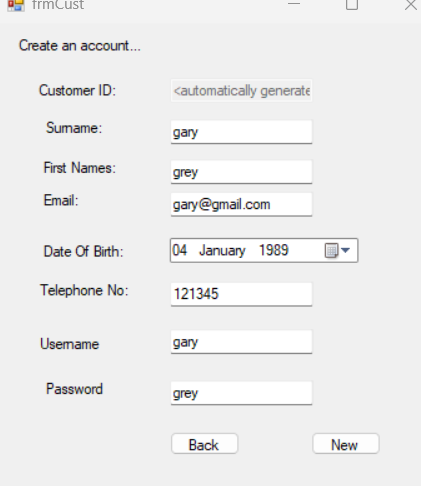 frmCust
Create an account...
Customer ID: <automatically generate
Surname: gary
First Names: grey
Email: gary@gmail.com
Date Of Birth: 04 January 1989
Telephone No: 121345
Username gary
Password grey
Back New